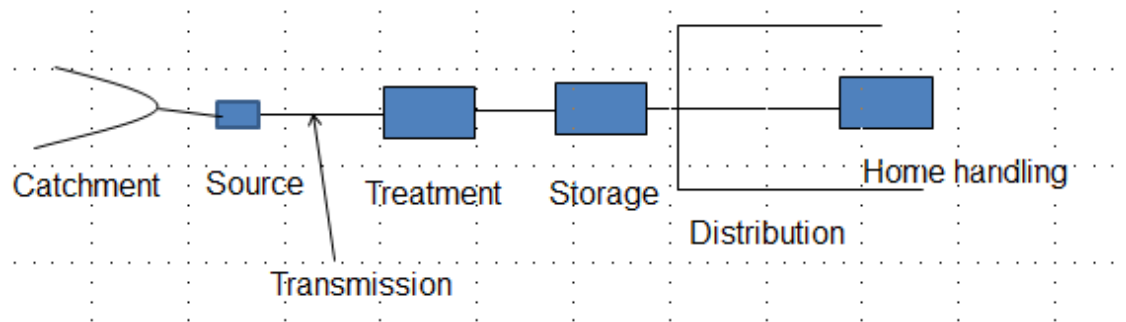 Catchment
Source
Treatment
Storage
Home handling
Distribution
Transmission